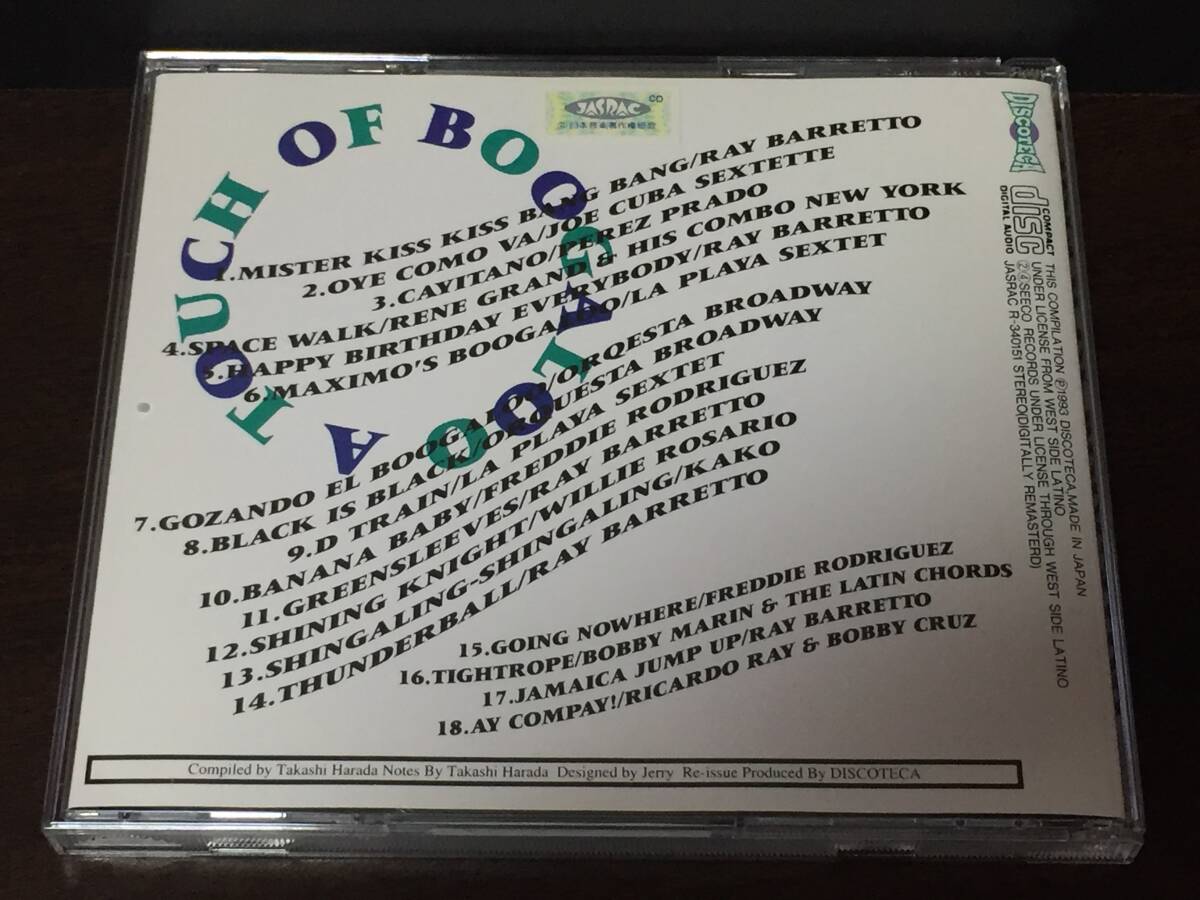 A TOUCH OF BOOGALOO
JASRAC
CD
1.MISTER KISS KISS BANG BANG/RAY BARRETTO
2.OYE COMO VA/JOE CUBA SEXTETTE
3.CAYITANO/PEREZ PRADO
4.SPACE WALK/RENE GRAND & HIS COMBO NEW YORK
5.HAPPY BIRTHDAY EVERYBODY/RAY BARRETTO
6.MAXIMO'S BOOGALOO/LA PLAYA SEXTET
7.GOZANDO EL BOOGALOO/ORQESTA BROADWAY
8.BLACK IS BLACK/ORQUESTA BROADWAY
9.D TRAIN/LA PLAYA SEXTET
10.BANANA BABY/FREDDIE RODRIGUEZ
11.GREENSLEEVES/RAY BARRETTO
12.SHINING KNIGHT/WILLIE ROSARIO
13.SHINGALING-SHINGALING/KAKO
14.THUNDERBALL/RAY BARRETTO
15.GOING NOWHERE/FREDDIE RODRIGUEZ
16.TIGHTROPE/BOBBY MARIN & THE LATIN CHORDS
17.JAMAICA JUMP UP/RAY BARRETTO
18.AY COMPAY!/RICARDO RAY & BOBBY CRUZ
Compiled by Takashi Harada Notes By Takashi Harada Designed by Jerry Re-issue Produced By DISCOTECA
DISCOTECA
COMPACT
disc
DIGITAL AUDIO
THIS COMPILATION ℗1993 DISCOTECA,MADE IN JAPAN
UNDER LICENSE FROM WEST SIDE LATINO
②④SEECO RECORDS UNDER LICENSE THROUGH WEST SIDE LATINO
JASRAC R-340151 STEREO(DIGITALLY REMASTERD)